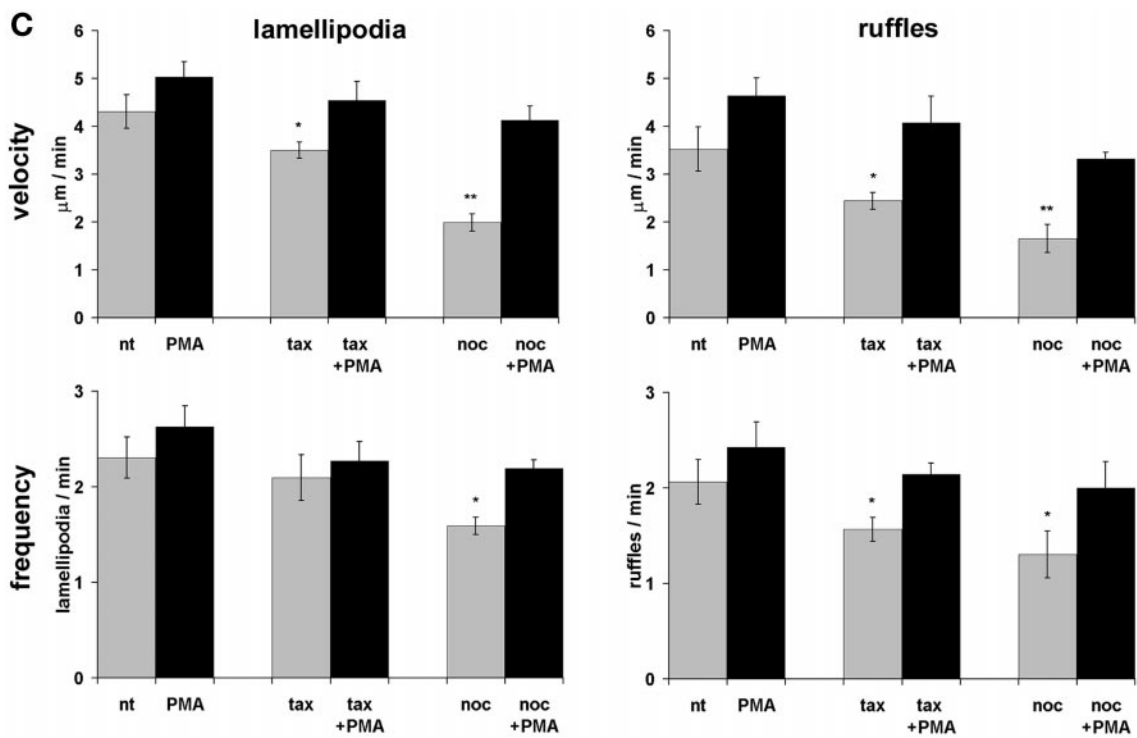 C
lamellipodia
ruffles
velocity
μm / min
6
5
4
3
2
1
0
*
**
nt PMA tax tax noc noc
+PMA +PMA
μm / min
6
5
4
3
2
1
0
*
**
nt PMA tax tax noc noc
+PMA +PMA
frequency
lamellipodia / min
3
2
1
0
*
nt PMA tax tax noc noc
+PMA +PMA
ruffles / min
3
2
1
0
*
*
nt PMA tax tax noc noc
+PMA +PMA